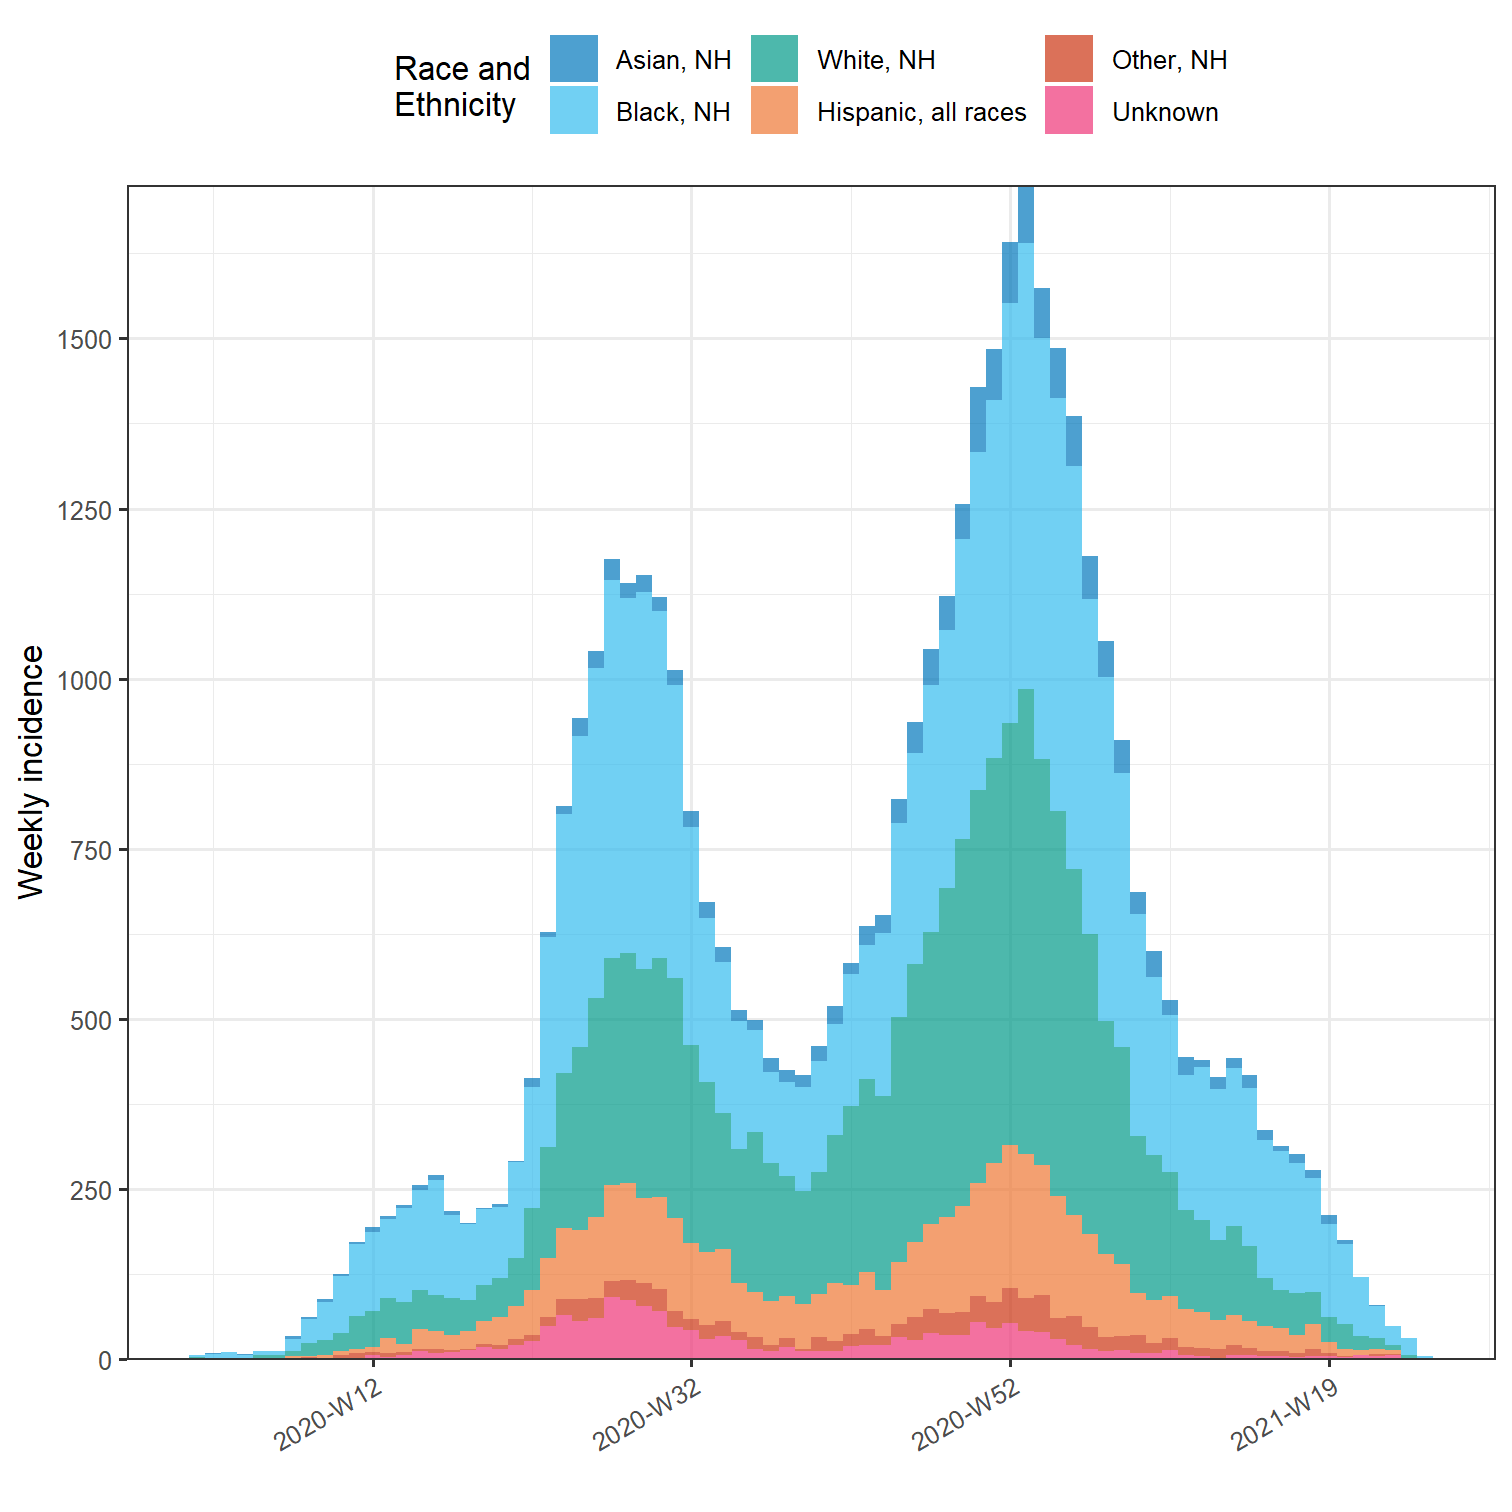 Race and
Ethnicity
Asian, NH
Black, NH
White, NH
Hispanic, all races
Other, NH
Unknown
Weekly incidence
1500
1250
1000
750
500
250
0
2020-W12
2020-W32
2020-W52
2021-W19